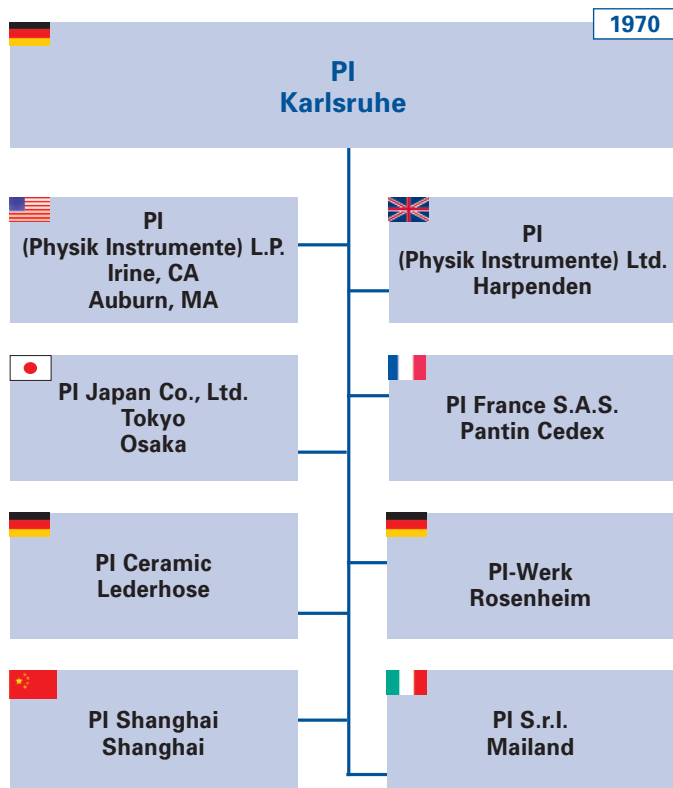 1970
PI
Karlsruhe
PI
(Physik Instrumente) L.P.
Irine, CA
Auburn, MA
PI
(Physik Instrumente) Ltd.
Harpenden
PI Japan Co., Ltd.
Tokyo
Osaka
PI France S.A.S.
Pantin Cedex
PI Ceramic
Lederhose
PI-Werk
Rosenheim
PI Shanghai
Shanghai
PI S.r.l.
Mailand